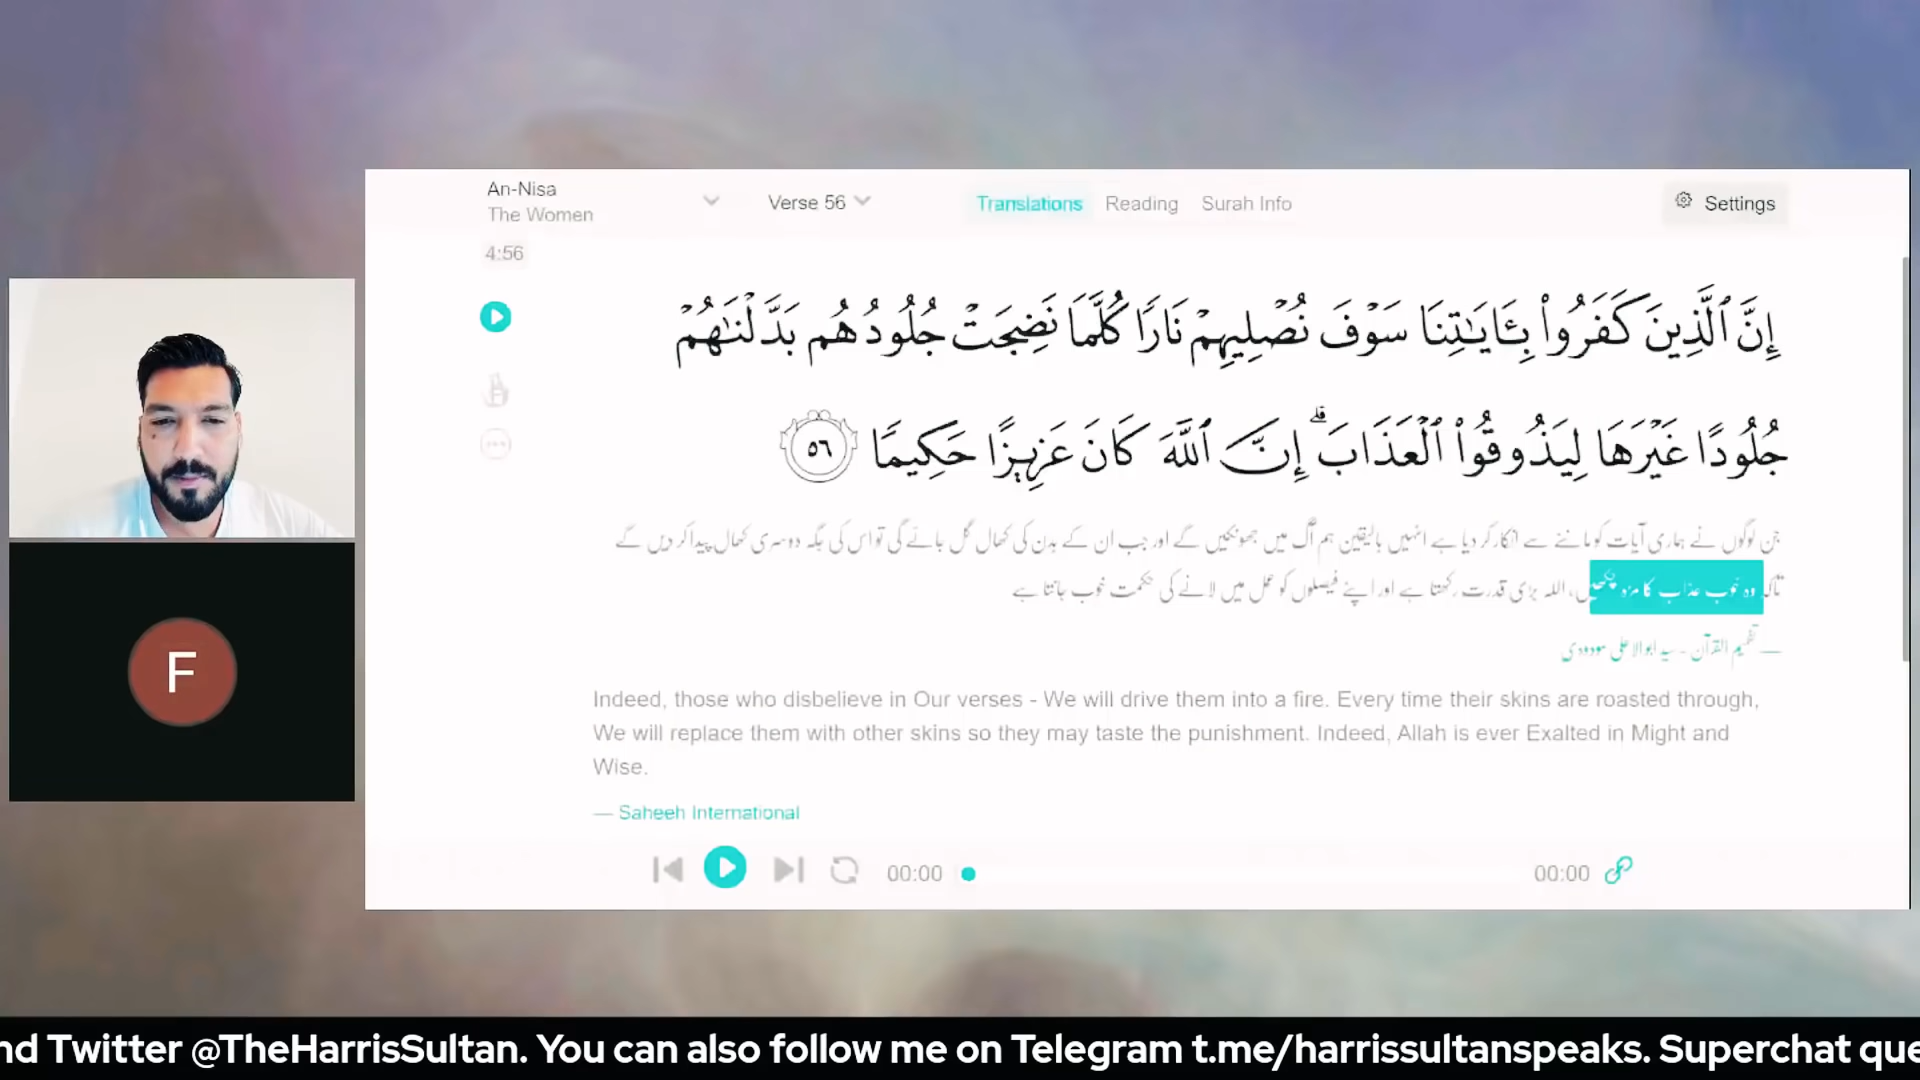 An-Nisa
The Women
Verse 56
Translations Reading Surah Info
Settings
4:56
إِنَّ ٱلَّذِينَ كَفَرُوا۟ بِـَٔايَـٰتِنَا سَوْفَ نُصْلِيهِمْ نَارًا كُلَّمَا نَضِجَتْ جُلُودُهُم بَدَّلْنَـٰهُمْ
جُلُودًا غَيْرَهَا لِيَذُوقُوا۟ ٱلْعَذَابَ ۗ إِنَّ ٱللَّهَ كَانَ عَزِيزًا حَكِيمًا ٥٦
جن لوگوں نے ہماری آیات کو ماننے سے انکار کر دیا ہے انہیں بالیقین ہم آگ میں جھونکیں گے اور جب ان کے بدن کی کھال گل جائے گی تو اس کی جگہ دوسری کھال پیدا کر دیں گے
تاکہ وہ خوب عذاب کا مزہ چکھیں، اللہ بڑی قدرت رکھتا ہے اور اپنے فیصلوں کو عمل میں لانے کی حکمت خوب جانتا ہے
— تفہیم القرآن - سید ابو الاعلی مودودی
Indeed, those who disbelieve in Our verses - We will drive them into a fire. Every time their skins are roasted through,
We will replace them with other skins so they may taste the punishment. Indeed, Allah is ever Exalted in Might and
Wise.
— Saheeh International
00:00 00:00
F
nd Twitter @TheHarrisSultan. You can also follow me on Telegram t.me/harrissultanspeaks. Superchat que